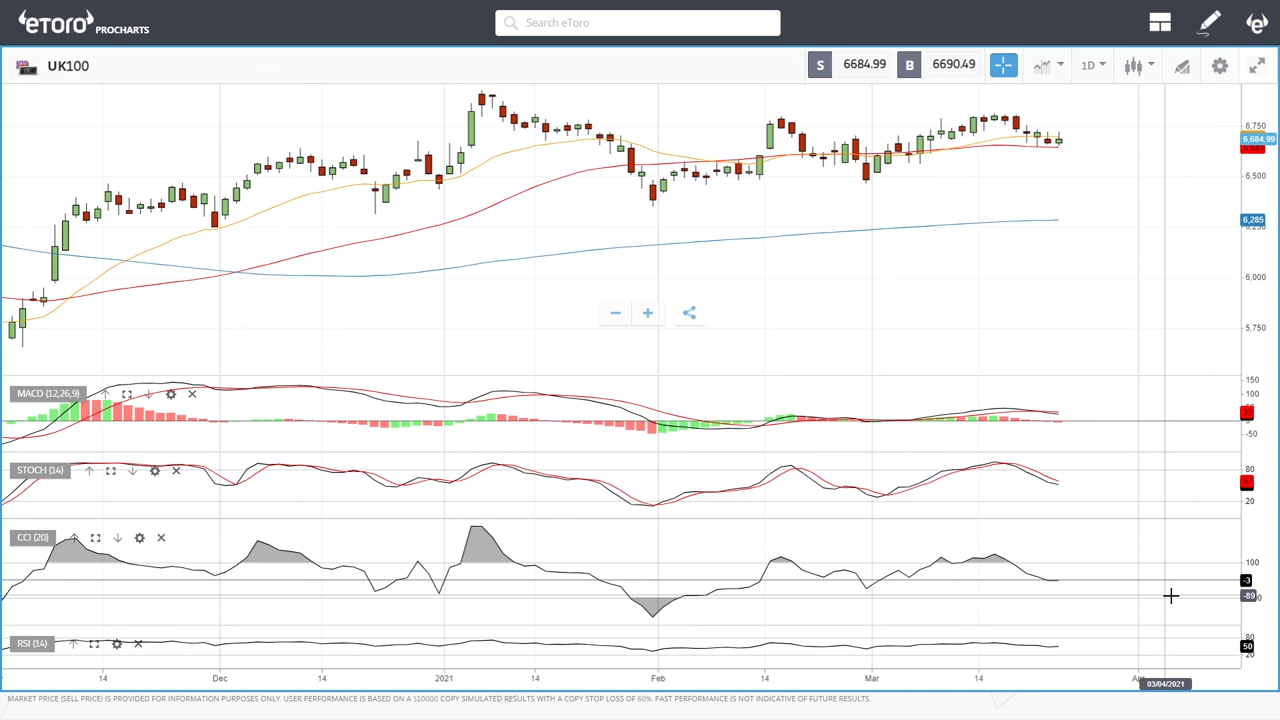 eToro PROCHARTS
Search eToro
UK100
S 6684.99 B 6690.49
1D
6,750
6,684.99
6,500
6,285
6,000
5,750
MACD (12,26,9)
150
-50
STOCH (14)
80
20
CCI (20)
100
-3
-89
RSI (14)
80
50
20
14 Dec 14 2021 14 Feb 14 Mar 14
03/04/2021
MARKET PRICE (SELL PRICE) IS PROVIDED FOR INFORMATION PURPOSES ONLY. USER PERFORMANCE IS BASED ON A $10000 COPY SIMULATED RESULTS WITH A COPY STOP LOSS OF 60%. PAST PERFORMANCE IS NOT INDICATIVE OF FUTURE RESULTS.